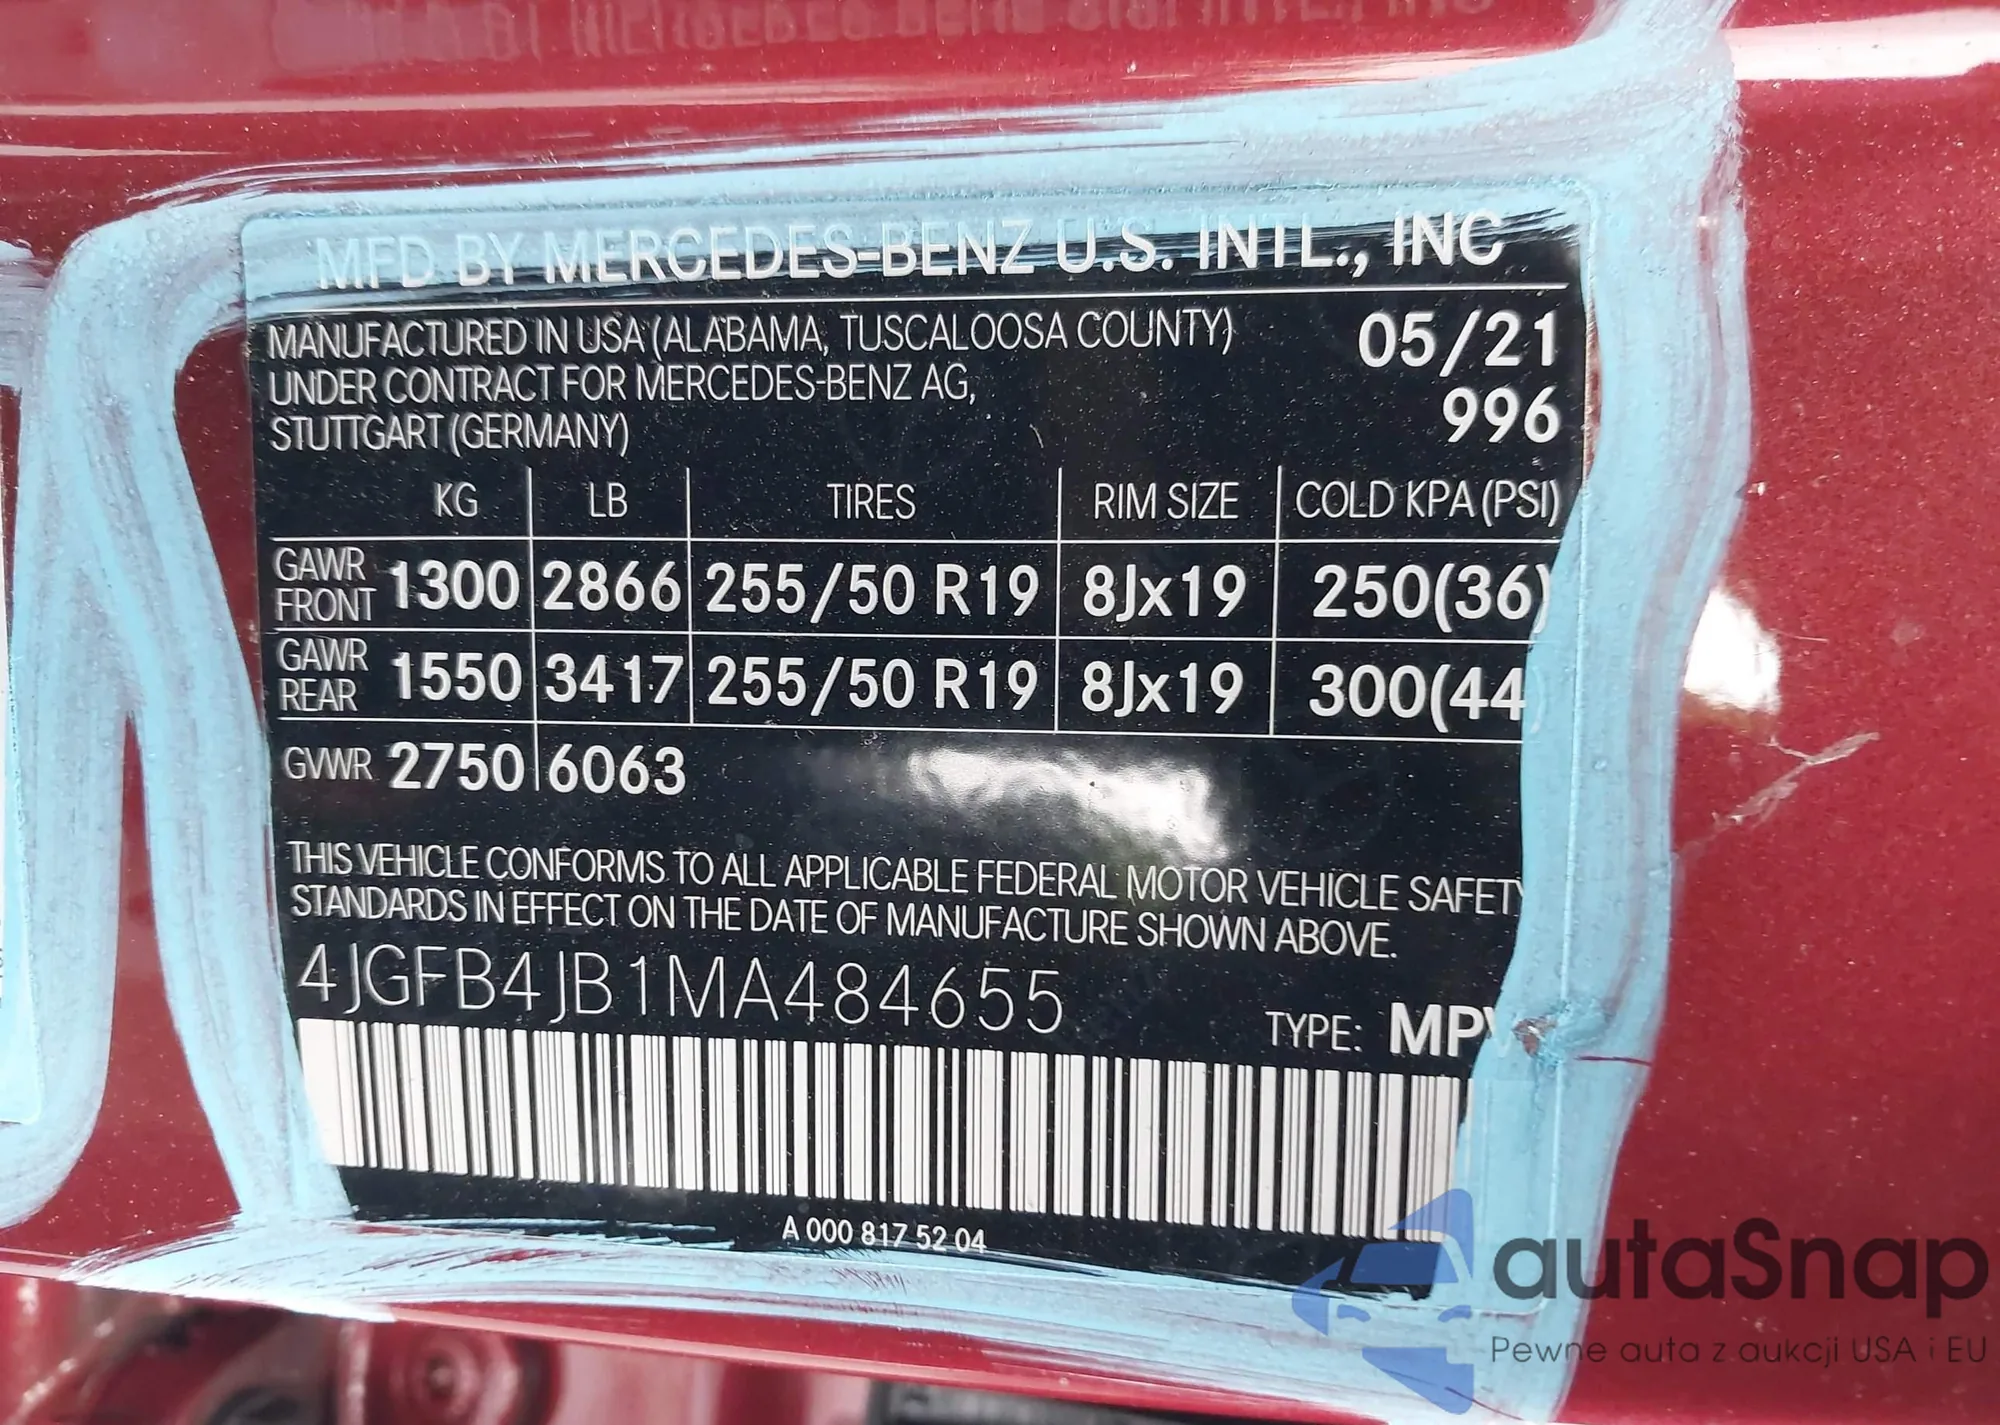 MFD BY MERCEDES-BENZ U.S. INTL., INC
MANUFACTURED IN USA (ALABAMA, TUSCALOOSA COUNTY) 05/21
UNDER CONTRACT FOR MERCEDES-BENZ AG, 996
STUTTGART (GERMANY)
KG LB TIRES RIM SIZE COLD KPA (PSI)
GAWR FRONT 1300 2866 255/50 R19 8Jx19 250(36)
GAWR REAR 1550 3417 255/50 R19 8Jx19 300(44)
GVWR 2750 6063
THIS VEHICLE CONFORMS TO ALL APPLICABLE FEDERAL MOTOR VEHICLE SAFETY
STANDARDS IN EFFECT ON THE DATE OF MANUFACTURE SHOWN ABOVE.
4JGFB4JB1MA484655
TYPE: MPV
A 000 817 52 04
autaSnap
Pewne auta z aukcji USA i EU